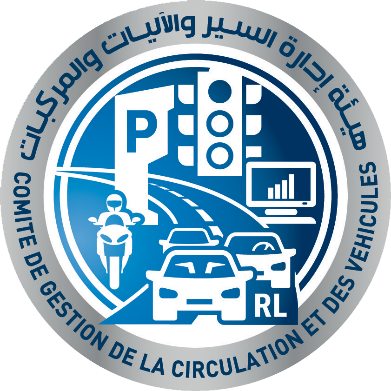 هيئة إدارة السير والآليات والمركبات
P
RL
COMITE DE GESTION DE LA CIRCULATION ET DES VEHICULES